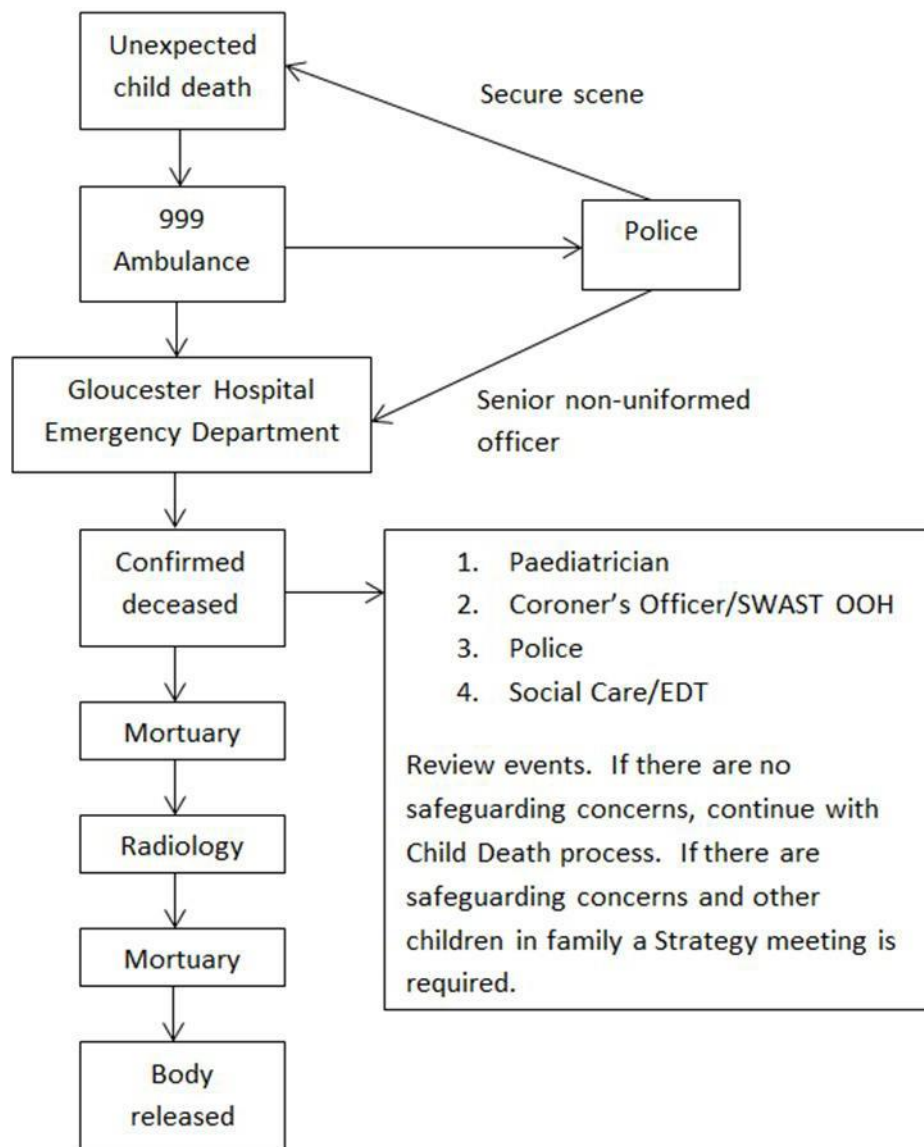 Unexpected
child death
Secure scene
999
Ambulance
Police
Gloucester Hospital
Emergency Department
Senior non-uniformed
officer
Confirmed
deceased
1. Paediatrician
2. Coroner's Officer/SWAST OOH
3. Police
4. Social Care/EDT
Review events. If there are no
safeguarding concerns, continue with
Child Death process. If there are
safeguarding concerns and other
children in family a Strategy meeting is
required.
Mortuary
Radiology
Mortuary
Body
released